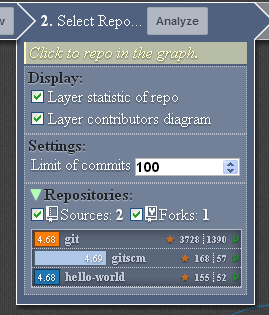 v
2. Select Repo... Analyze
Click to repo in the graph.
Display:
Layer statistic of repo
Layer contributors diagram
Settings:
Limit of commits 100
Repositories:
Sources: 2 Forks: 1
4.68 git 3728 1390
4.69 gitscm 168 57
4.68 hello-world 155 52